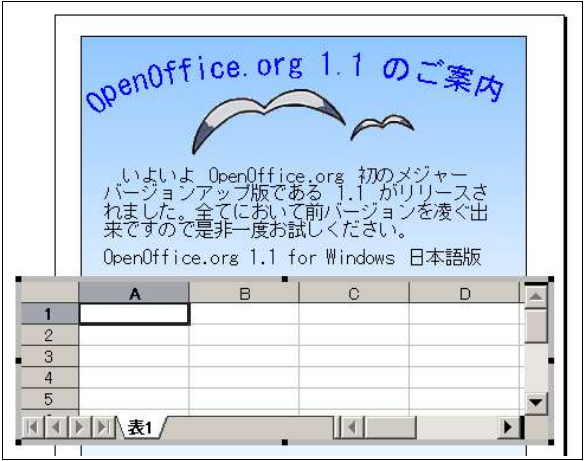 OpenOffice.org 1.1 のご案内
いよいよ OpenOffice.org 初のメジャー
バージョンアップ版である 1.1 がリリースさ
れました。全てにおいて前バージョンを凌ぐ出
来ですので是非一度お試しください。
OpenOffice.org 1.1 for Windows 日本語版
A B C D
1
2
3
4
5
表1